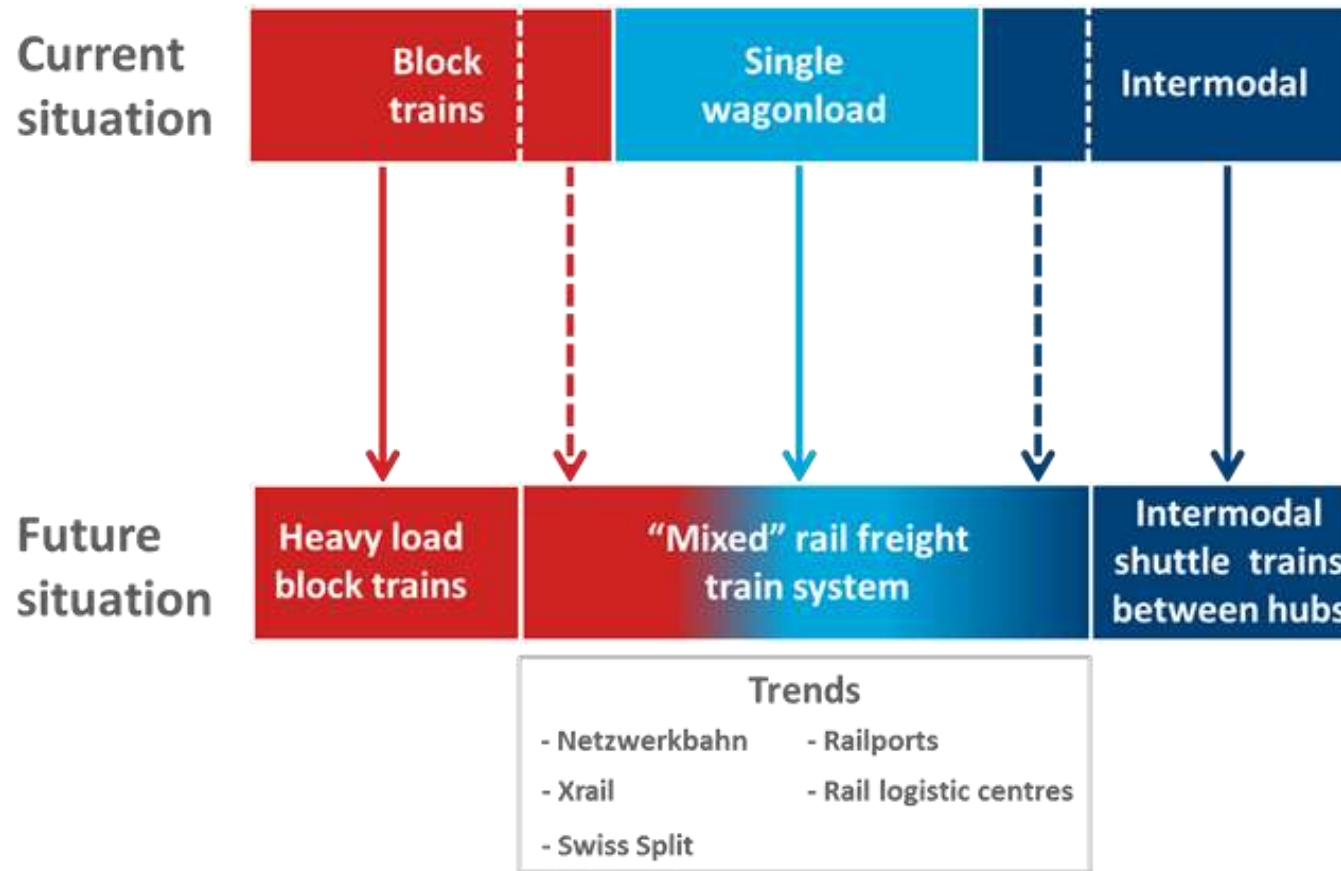 Current
situation
Block
trains
Single
wagonload
Intermodal
Future
situation
Heavy load
block trains
“Mixed” rail freight
train system
Intermodal
shuttle trains
between hubs
Trends
- Netzwerkbahn
- Railports
- Xrail
- Rail logistic centres
- Swiss Split